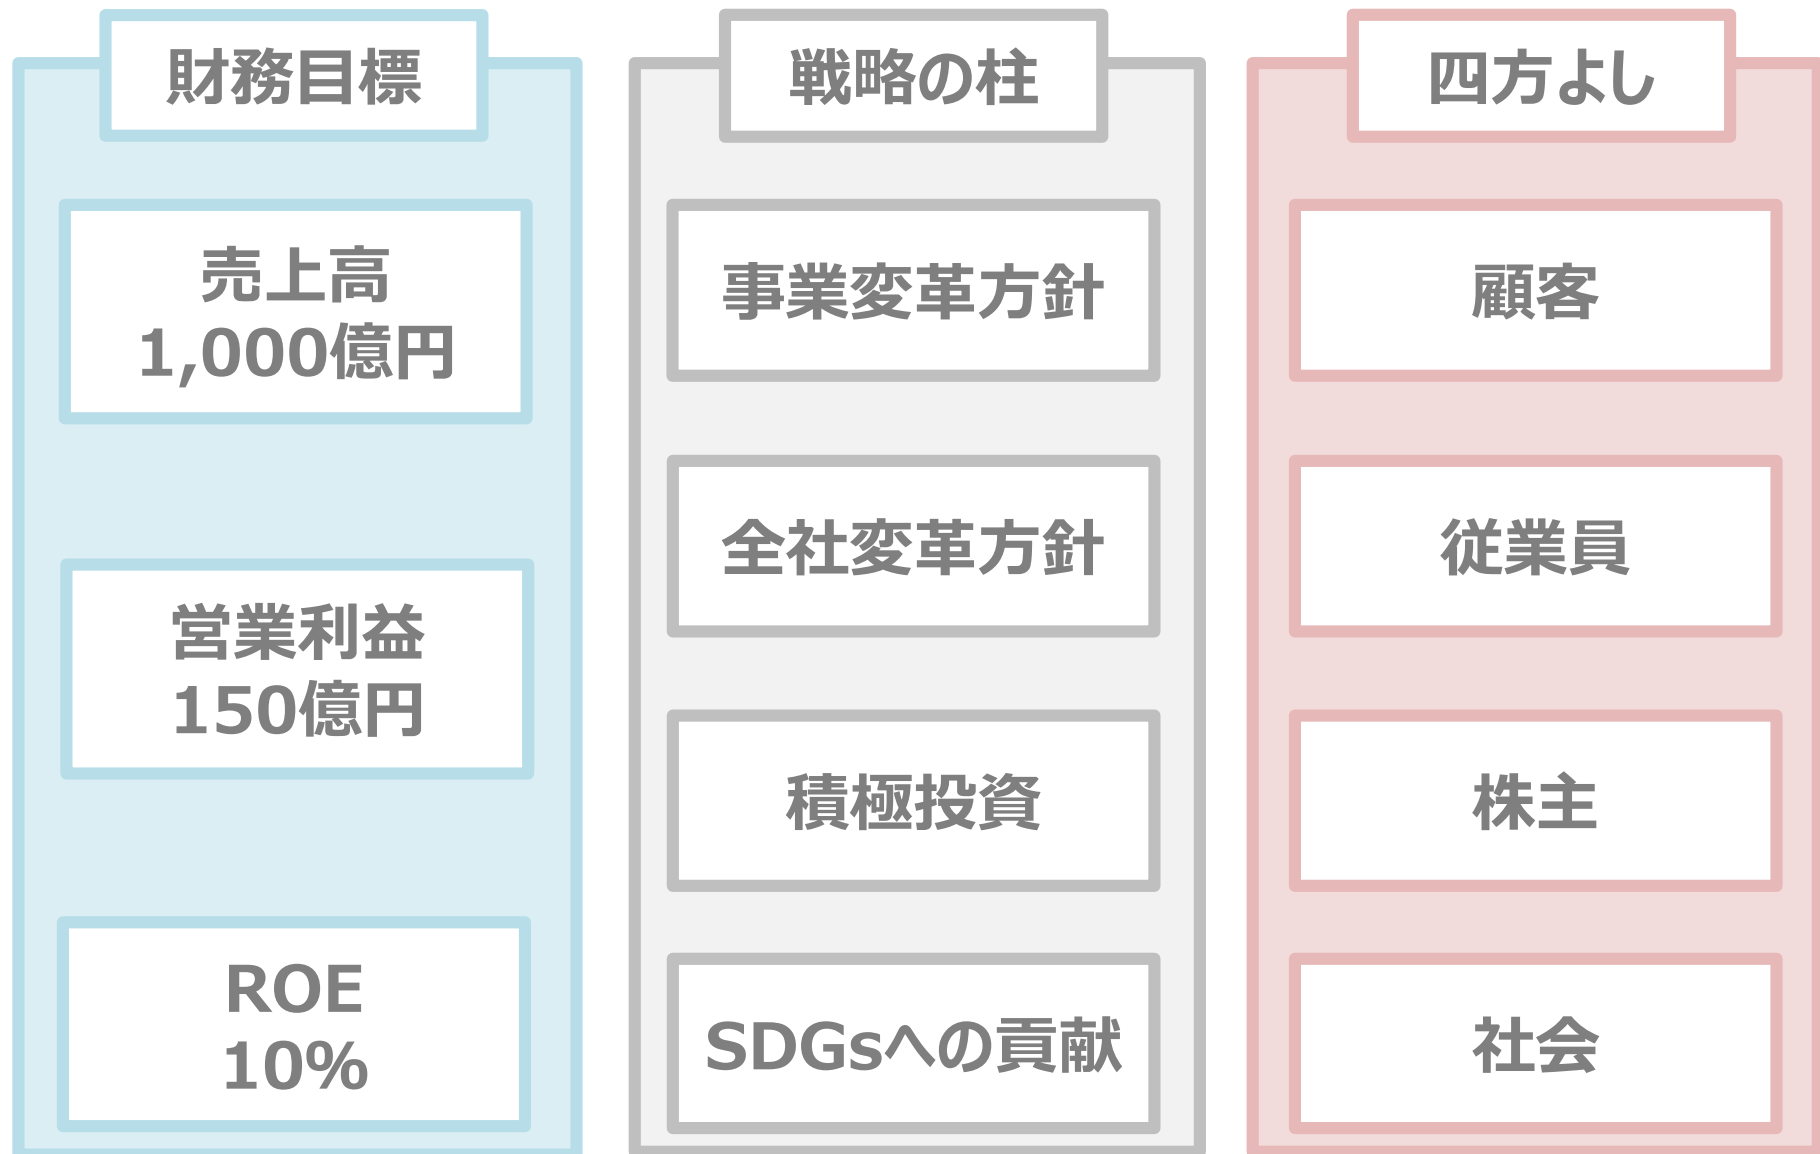 財務目標
売上高
1,000億円
営業利益
150億円
ROE
10%
戦略の柱
事業変革方針
全社変革方針
積極投資
SDGsへの貢献
四方よし
顧客
従業員
株主
社会